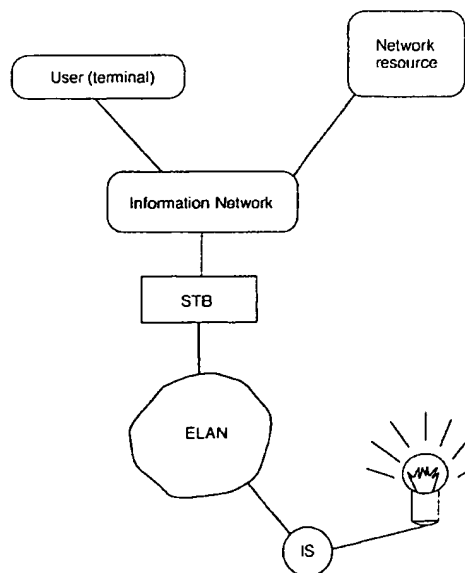 Network
resource
User (terminal)
Information Network
STB
ELAN
IS